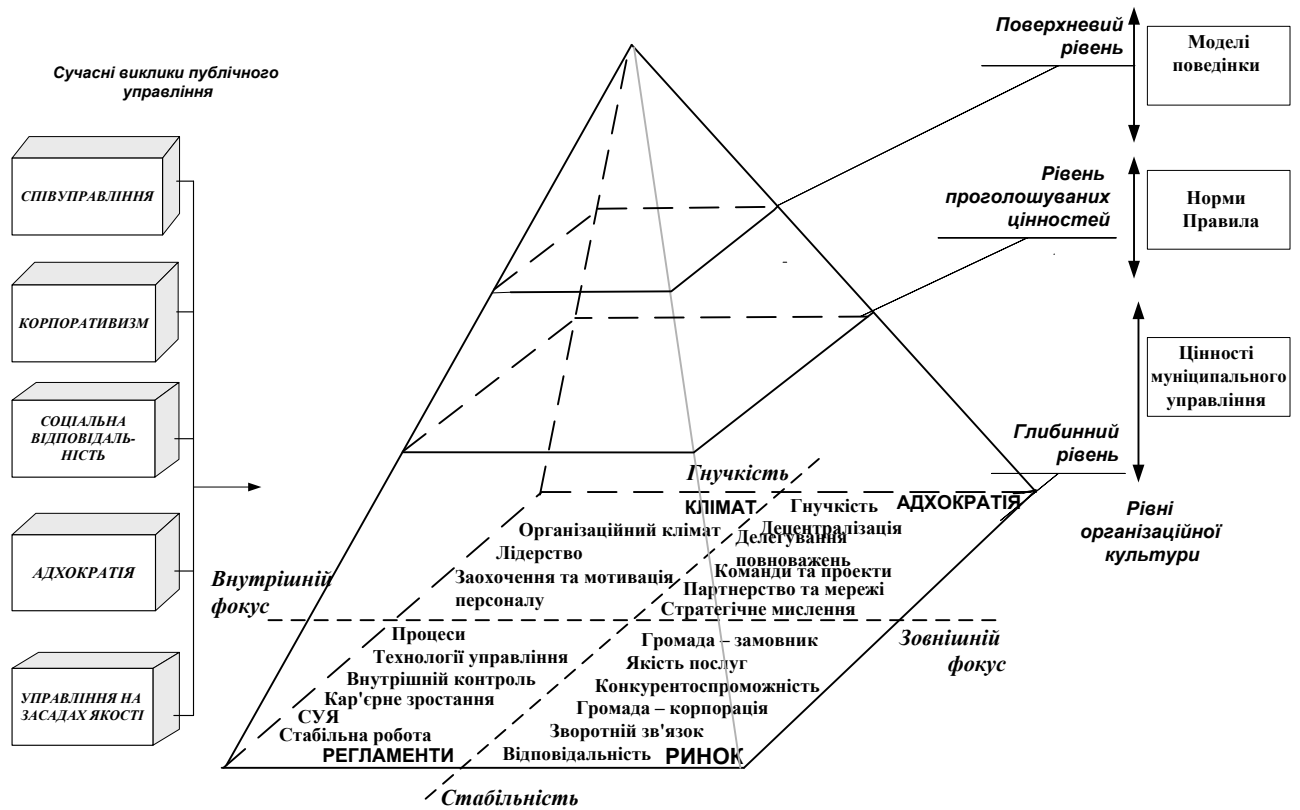 Сучасні виклики публічного
управління
СПІВУПРАВЛІННЯ
КОРПОРАТИВИЗМ
СОЦІАЛЬНА
ВІДПОВІДАЛЬ-
НІСТЬ
АДХОКРАТІЯ
УПРАВЛІННЯ НА
ЗАСАДАХ ЯКОСТІ
Поверхневий
рівень
Моделі
поведінки
Рівень
проголошуваних
цінностей
Норми
Правила
Цінності
муніципального
управління
Глибинний
рівень
Рівні
організаційної
культури
Гнучкість
КЛІМАТ
Організаційний клімат
Лідерство
Заохочення та мотивація
персоналу
АДХОКРАТІЯ
Гнучкість
Децентралізація
Делегування
повноважень
Команди та проекти
Партнерство та мережі
Стратегічне мислення
Внутрішній
фокус
Зовнішній
фокус
Процеси
Технології управління
Внутрішній контроль
Кар'єрне зростання
СУЯ
Стабільна робота
РЕГЛАМЕНТИ
Громада – замовник
Якість послуг
Конкурентоспроможність
Громада – корпорація
Зворотній зв'язок
Відповідальність
РИНОК
Стабільність